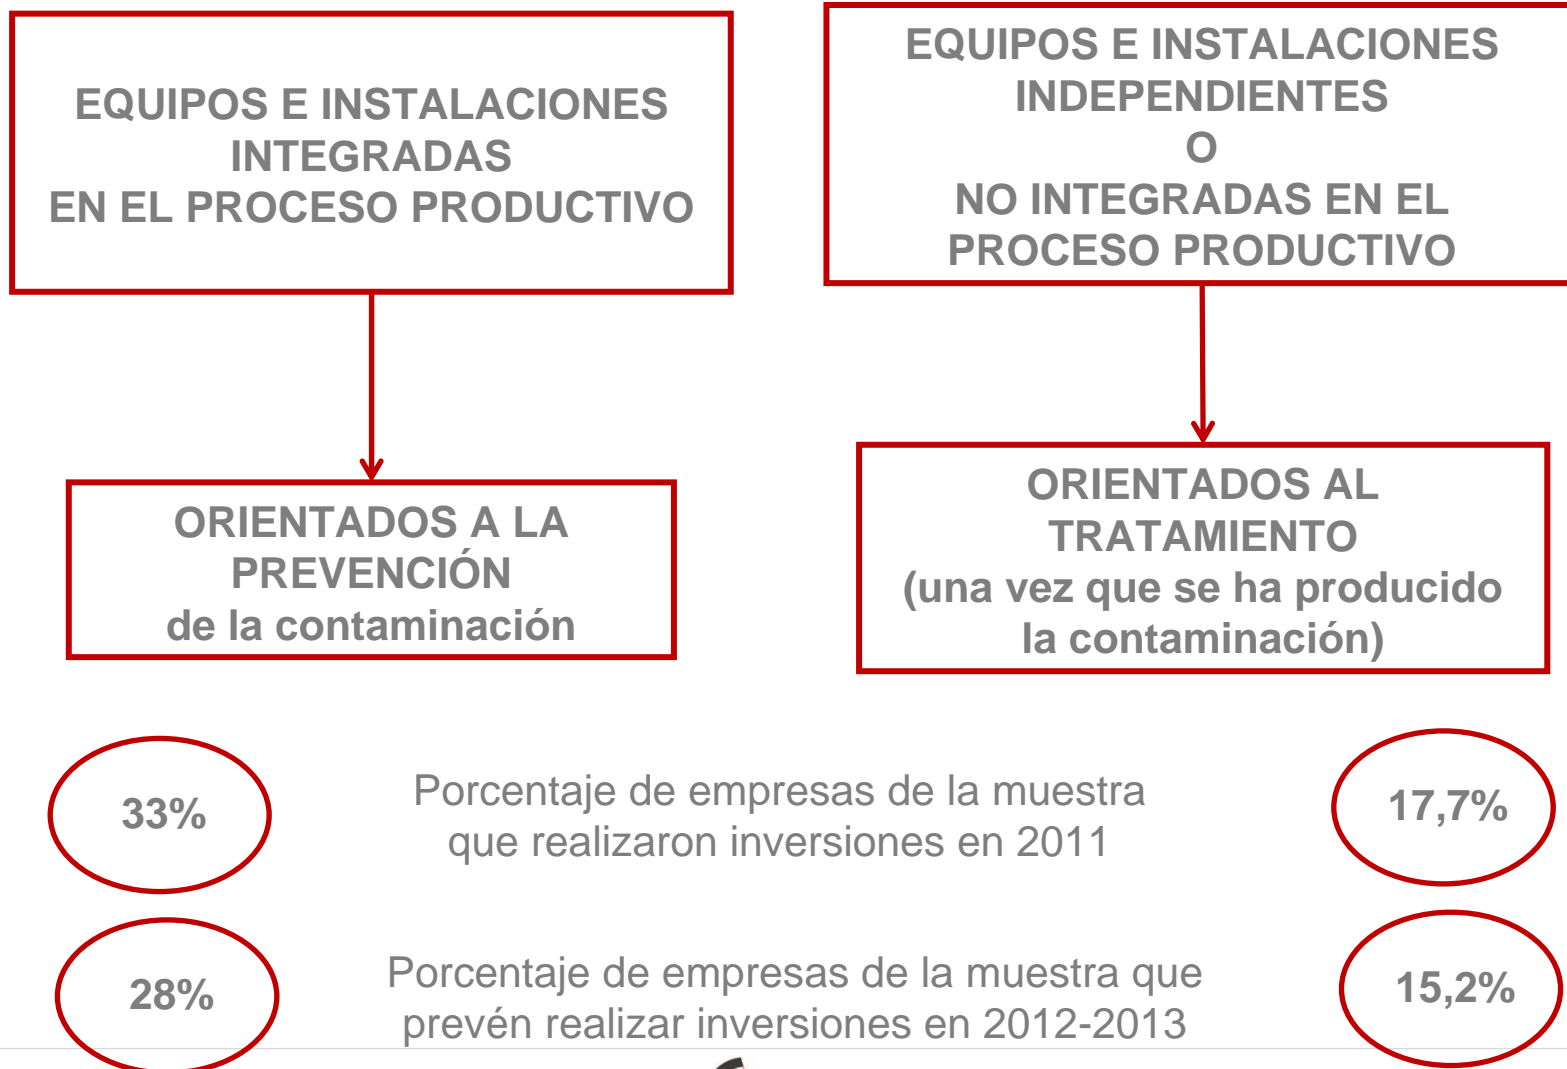 EQUIPOS E INSTALACIONES
INTEGRADAS
EN EL PROCESO PRODUCTIVO
EQUIPOS E INSTALACIONES
INDEPENDIENTES
O
NO INTEGRADAS EN EL
PROCESO PRODUCTIVO
ORIENTADOS A LA
PREVENCIÓN
de la contaminación
ORIENTADOS AL
TRATAMIENTO
(una vez que se ha producido
la contaminación)
33%
Porcentaje de empresas de la muestra
que realizaron inversiones en 2011
17,7%
28%
Porcentaje de empresas de la muestra que
prevén realizar inversiones en 2012-2013
15,2%